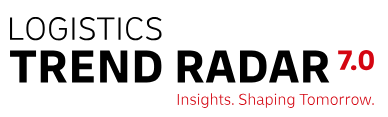 LOGISTICS
TREND RADAR 7.0
Insights. Shaping Tomorrow.